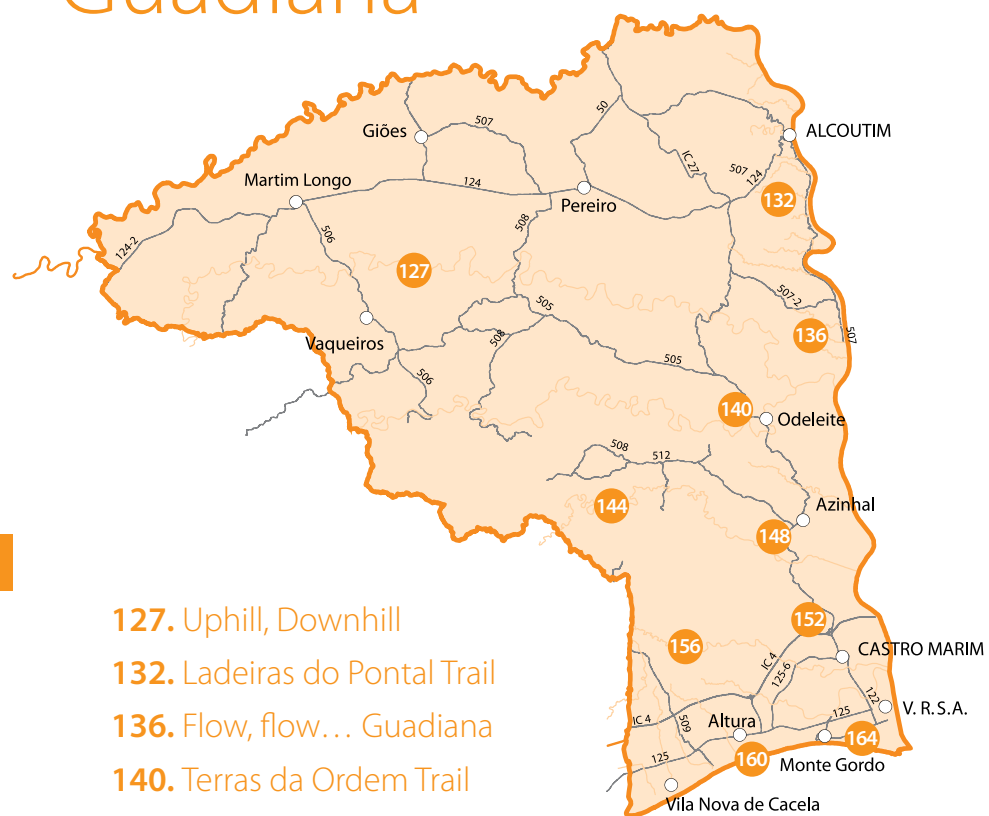 Guadiana
50
Giões
507
ALCOUTIM
IC 27
507
124
Martim Longo
124
132
Pereiro
506
508
124-2
127
507-2
505
136
507
Vaqueiros
508
505
506
140
Odeleite
508
512
144
Azinhal
148
127. Uphill, Downhill
152
156
CASTRO MARIM
IC 4
132. Ladeiras do Pontal Trail
125-6
122
V. R. S. A.
125
IC 4
509
Altura
136. Flow, flow… Guadiana
164
125
160
Monte Gordo
140. Terras da Ordem Trail
Vila Nova de Cacela